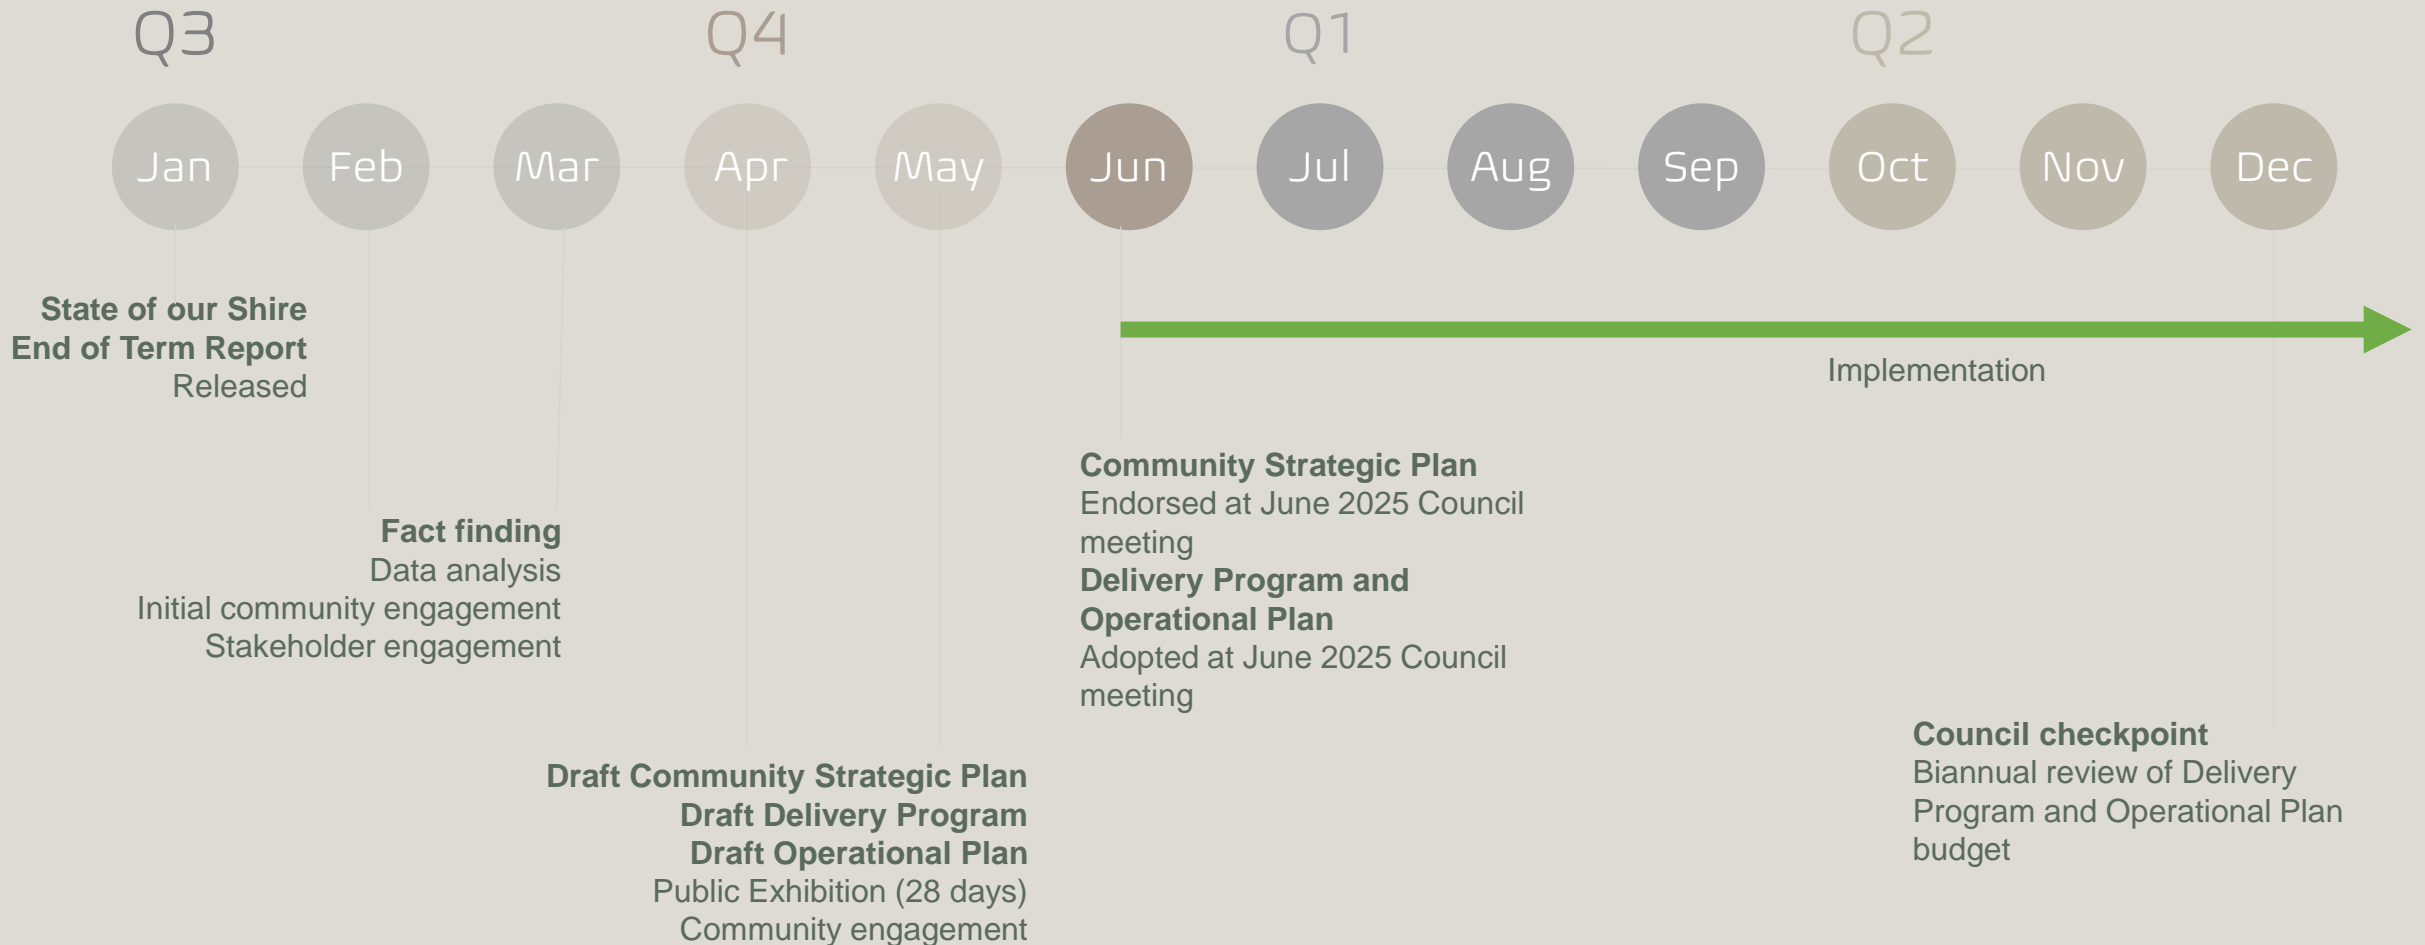 Q3
Q4
Q1
Q2
Jan
Feb
Mar
Apr
May
Jun
Jul
Aug
Sep
Oct
Nov
Dec
State of our Shire
End of Term Report
Released
Implementation
Fact finding
Data analysis
Initial community engagement
Stakeholder engagement
Community Strategic Plan
Endorsed at June 2025 Council
meeting
Delivery Program and
Operational Plan
Adopted at June 2025 Council
meeting
Draft Community Strategic Plan
Draft Delivery Program
Draft Operational Plan
Public Exhibition (28 days)
Community engagement
Council checkpoint
Biannual review of Delivery
Program and Operational Plan
budget